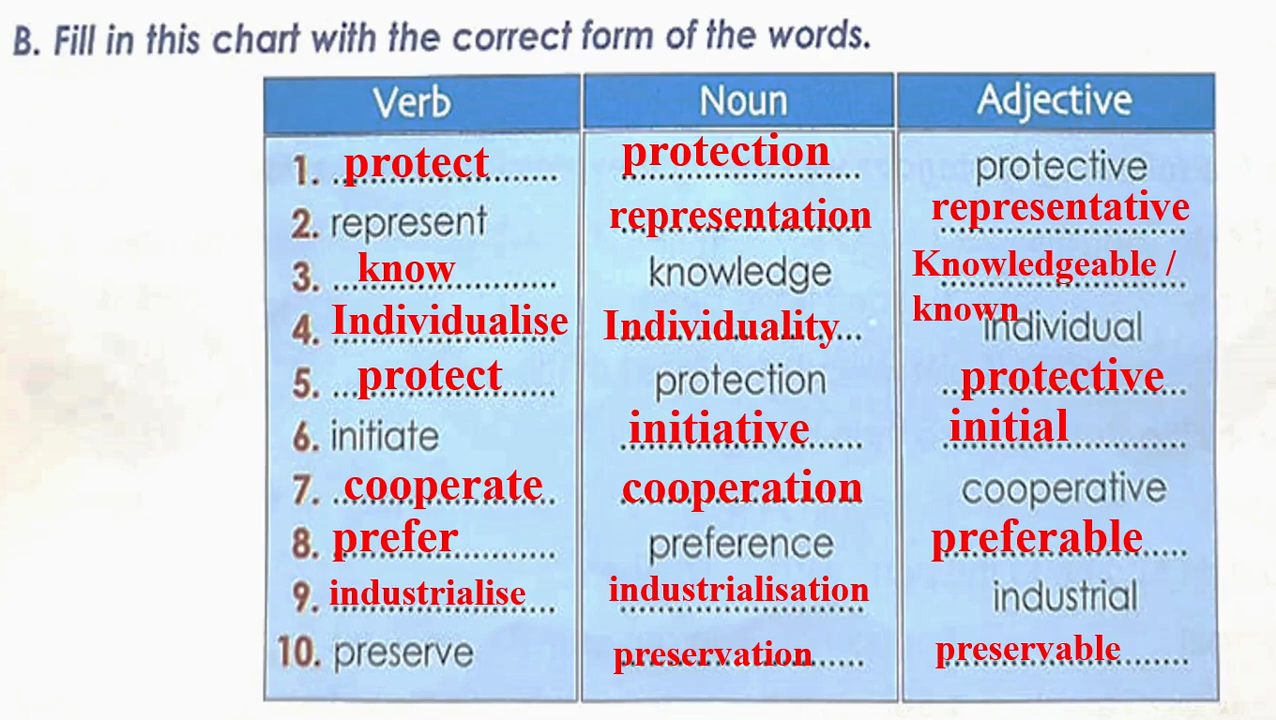 B. Fill in this chart with the correct form of the words.
Verb Noun Adjective
1. protect protection protective
2. represent representation representative
3. know knowledge Knowledgeable /
known
4. Individualise Individuality individual
5. protect protection protective
6. initiate initiative initial
7. cooperate cooperation cooperative
8. prefer preference preferable
9. industrialise industrialisation industrial
10. preserve preservation preservable